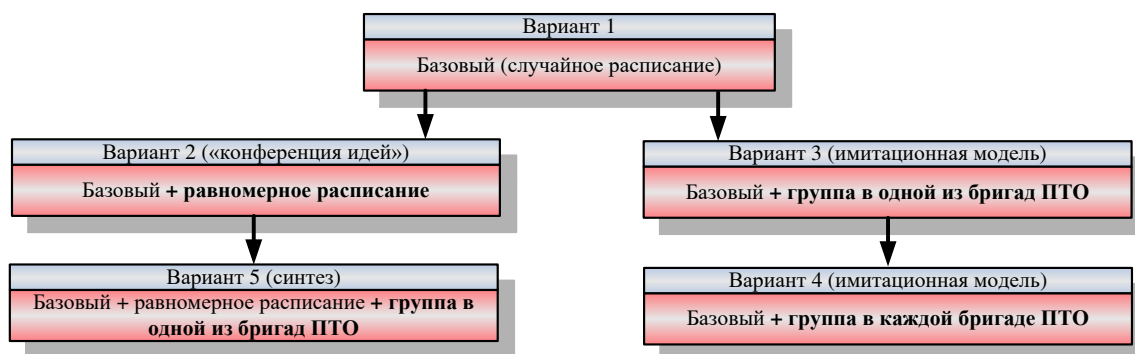 Вариант 1
Базовый (случайное расписание)
Вариант 2 («конференция идей»)
Базовый + равномерное расписание
Вариант 3 (имитационная модель)
Базовый + группа в одной из бригад ПТО
Вариант 5 (синтез)
Базовый + равномерное расписание + группа в
одной из бригад ПТО
Вариант 4 (имитационная модель)
Базовый + группа в каждой бригаде ПТО